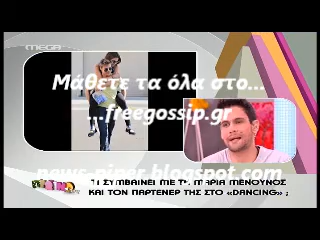 MEGA
Μάθετε τα όλα στο...
...freegossip.gr
news-piper.blogspot.com
ΤΙ ΣΥΜΒΑΙΝΕΙ ΜΕ ΤΗ ΜΑΡΙΑ ΜΕΝΟΥΝΟΣ
ΚΑΙ ΤΟΝ ΠΑΡΤΕΝΕΡ ΤΗΣ ΣΤΟ «DANCING» ;